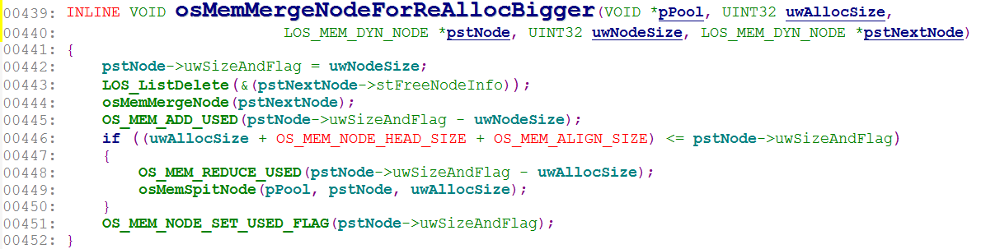 00439: INLINE VOID osMemMergeNodeForReAllocBigger(VOID *pPool, UINT32 uwAllocSize,
00440: LOS_MEM_DYN_NODE *pstNode, UINT32 uwNodeSize, LOS_MEM_DYN_NODE *pstNextNode)
00441: {
00442: pstNode->uwSizeAndFlag = uwNodeSize;
00443: LOS_ListDelete(&(pstNextNode->stFreeNodeInfo));
00444: osMemMergeNode(pstNextNode);
00445: OS_MEM_ADD_USED(pstNode->uwSizeAndFlag - uwNodeSize);
00446: if ((uwAllocSize + OS_MEM_NODE_HEAD_SIZE + OS_MEM_ALIGN_SIZE) <= pstNode->uwSizeAndFlag)
00447: {
00448: OS_MEM_REDUCE_USED(pstNode->uwSizeAndFlag - uwAllocSize);
00449: osMemSpitNode(pPool, pstNode, uwAllocSize);
00450: }
00451: OS_MEM_NODE_SET_USED_FLAG(pstNode->uwSizeAndFlag);
00452: }